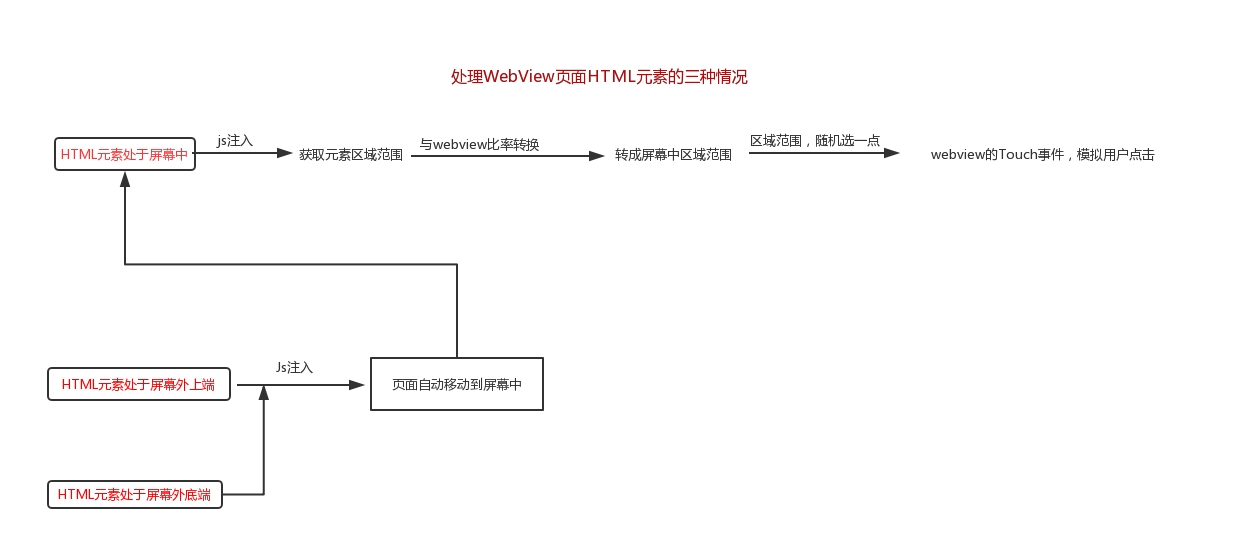 处理WebView页面HTML元素的三种情况
HTML元素处于屏幕中
js注入
获取元素区域范围
与webview比率转换
转成屏幕中区域范围
区域范围，随机选一点
webview的Touch事件，模拟用户点击
HTML元素处于屏幕外上端
Js注入
页面自动移动到屏幕中
HTML元素处于屏幕外底端